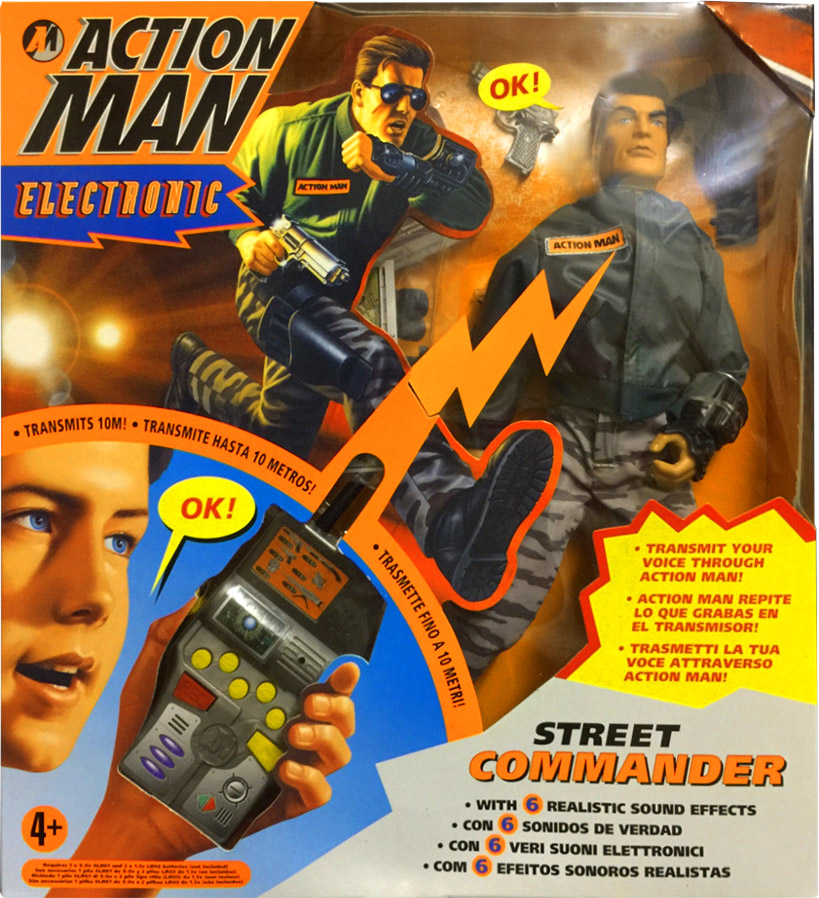 AM ACTION
MAN
ELECTRONIC
ACTION MAN
OK!
ACTION MAN
• TRANSMITS 10M! • TRANSMITE HASTA 10 METROS!
• TRASMETTE FINO A 10 METRI!
OK!
• TRANSMIT YOUR
VOICE THROUGH
ACTION MAN!
• ACTION MAN REPITE
LO QUE GRABAS EN
EL TRANSMISOR!
• TRASMETTI LA TUA
VOCE ATTRAVERSO
ACTION MAN!
STREET
COMMANDER
• WITH 6 REALISTIC SOUND EFFECTS
• CON 6 SONIDOS DE VERDAD
• CON 6 VERI SUONI ELETTRONICI
• COM 6 EFEITOS SONOROS REALISTAS
4+